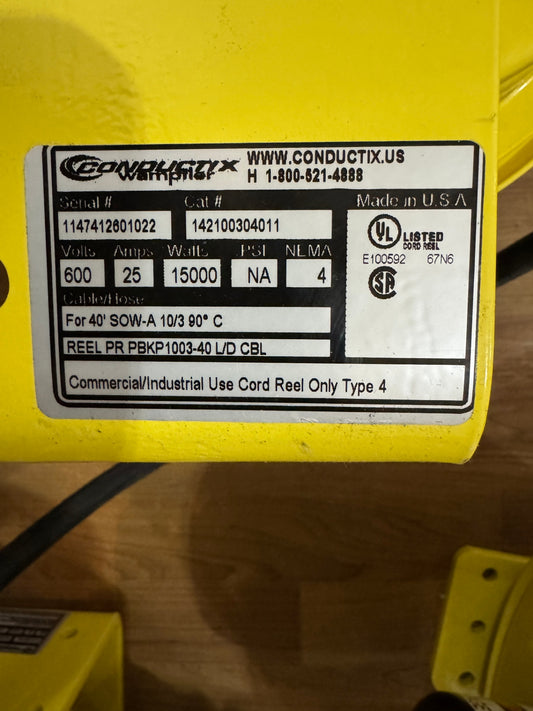 CONDUCTIX
Wampfler
WWW.CONDUCTIX.US
H 1-800-521-4888
Serial # Cat # Made in U.S.A
1147412601022 142100304011
UL LISTED
CORD REEL
E100592 67N6
Volts Amps Watts PSI NEMA
600 25 15000 NA 4
SA
Cable/Hose
For 40' SOW-A 10/3 90° C
REEL PR PBKP1003-40 L/D CBL
Commercial/Industrial Use Cord Reel Only Type 4